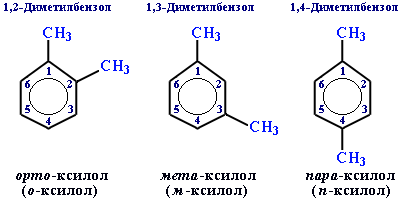 1,2-Диметилбензол 1,3-Диметилбензол 1,4-Диметилбензол
CH3 CH3 CH3
CH3
1 1 1
6 2 6 2 6 2
5 3 5 3 5 3
4 4 4
CH3
CH3
орто-ксилол мета-ксилол пара-ксилол
(о-ксилол) (м-ксилол) (п-ксилол)